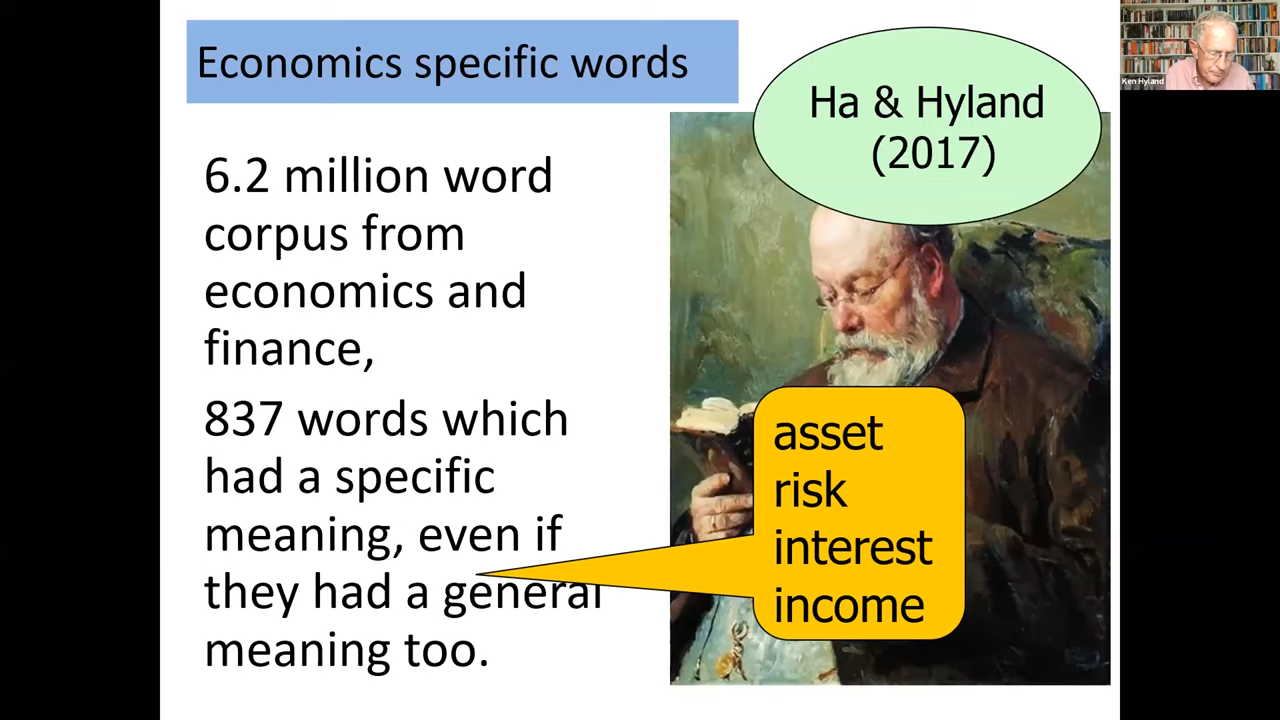 Economics specific words
Ha & Hyland
(2017)
6.2 million word
corpus from
economics and
finance,
837 words which
had a specific
meaning, even if
they had a general
meaning too.
asset
risk
interest
income
Ken Hyland